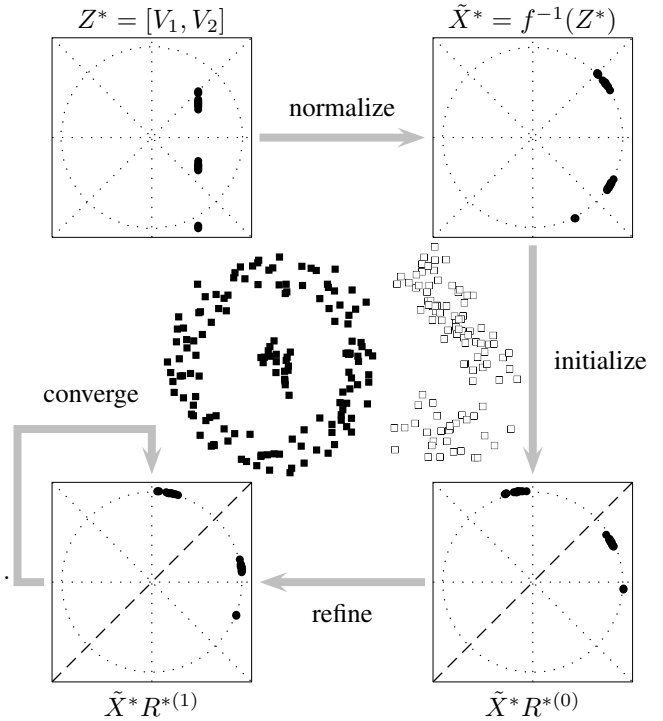 Z* = [V₁, V₂]
X̃* = f⁻¹(Z*)
normalize
initialize
converge
.
refine
X̃*R*⁽¹⁾
X̃*R*⁽⁰⁾